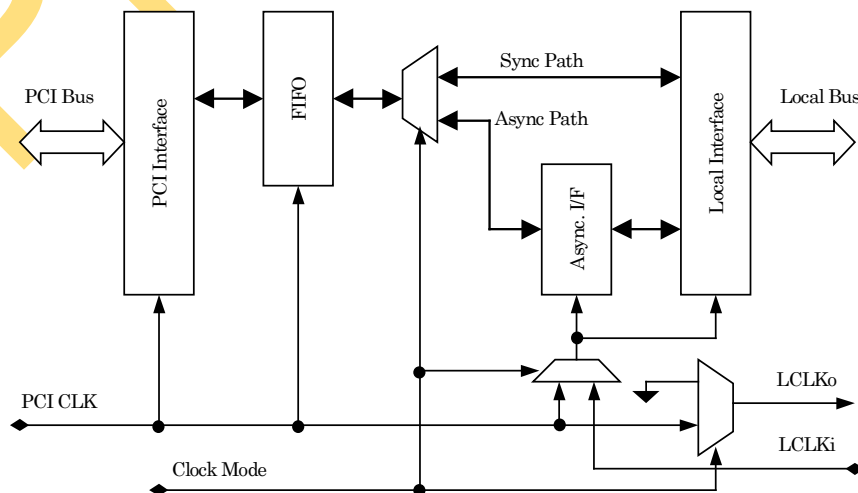 Sync Path
PCI Bus
PCI Interface
FIFO
Async Path
Local Interface
Local Bus
Async. I/F
PCI CLK
LCLKo
LCLKi
Clock Mode